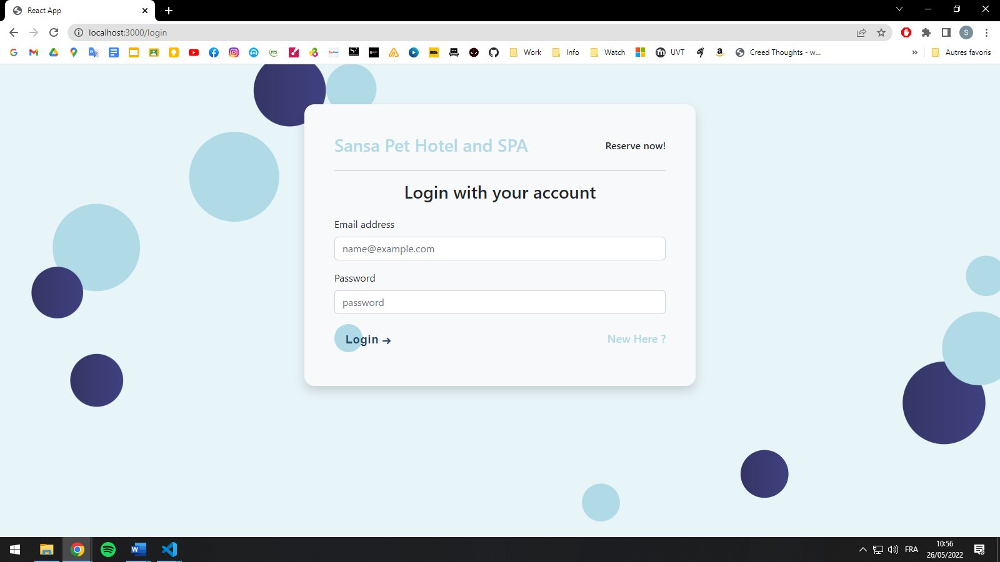 React App
localhost:3000/login
S
YTS
IMDb
Work
Info
Watch
UVT
Creed Thoughts - w...
»
Autres favoris
Sansa Pet Hotel and SPA
Reserve now!
Login with your account
Email address
name@example.com
Password
password
Login →
New Here ?
FRA
10:56
26/05/2022